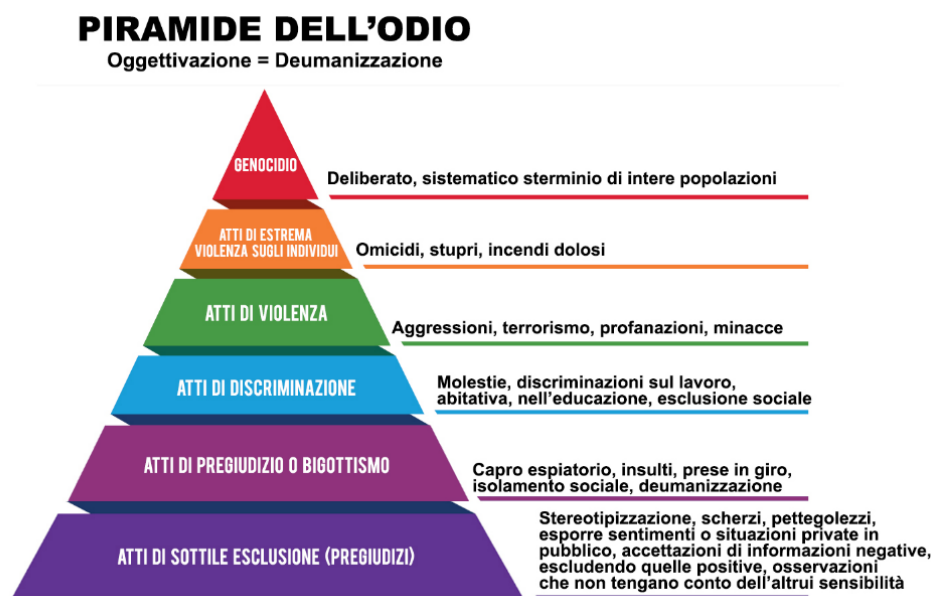 PIRAMIDE DELL'ODIO
Oggettivazione = Deumanizzazione
GENOCIDIO
Deliberato, sistematico sterminio di intere popolazioni
ATTI DI ESTREMA
VIOLENZA SUGLI INDIVIDUI
Omicidi, stupri, incendi dolosi
ATTI DI VIOLENZA
Aggressioni, terrorismo, profanazioni, minacce
ATTI DI DISCRIMINAZIONE
Molestie, discriminazioni sul lavoro,
abitativa, nell'educazione, esclusione sociale
ATTI DI PREGIUDIZIO O BIGOTTISMO
Capro espiatorio, insulti, prese in giro,
isolamento sociale, deumanizzazione
ATTI DI SOTTILE ESCLUSIONE (PREGIUDIZI)
Stereotipizzazione, scherzi, pettegolezzi,
esporre sentimenti o situazioni private in
pubblico, accettazioni di informazioni negative,
escludendo quelle positive, osservazioni
che non tengano conto dell'altrui sensibilità